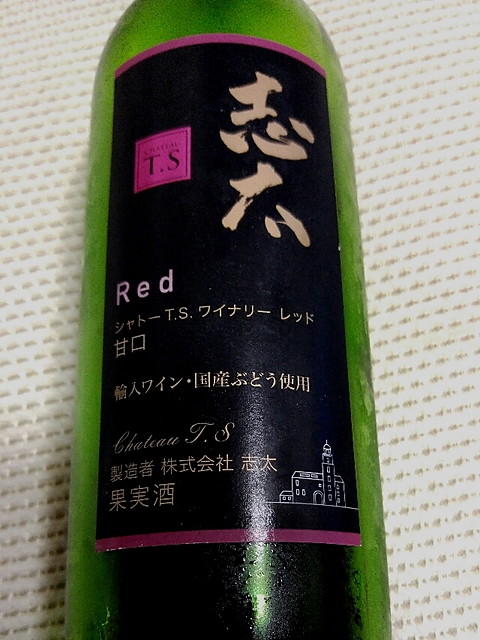 志太
CHATEAU
T.S
Red
シャトーT.S. ワイナリー レッド
甘口
輸入ワイン・国産ぶどう使用
Chateau T.S
製造者 株式会社 志太
果実酒